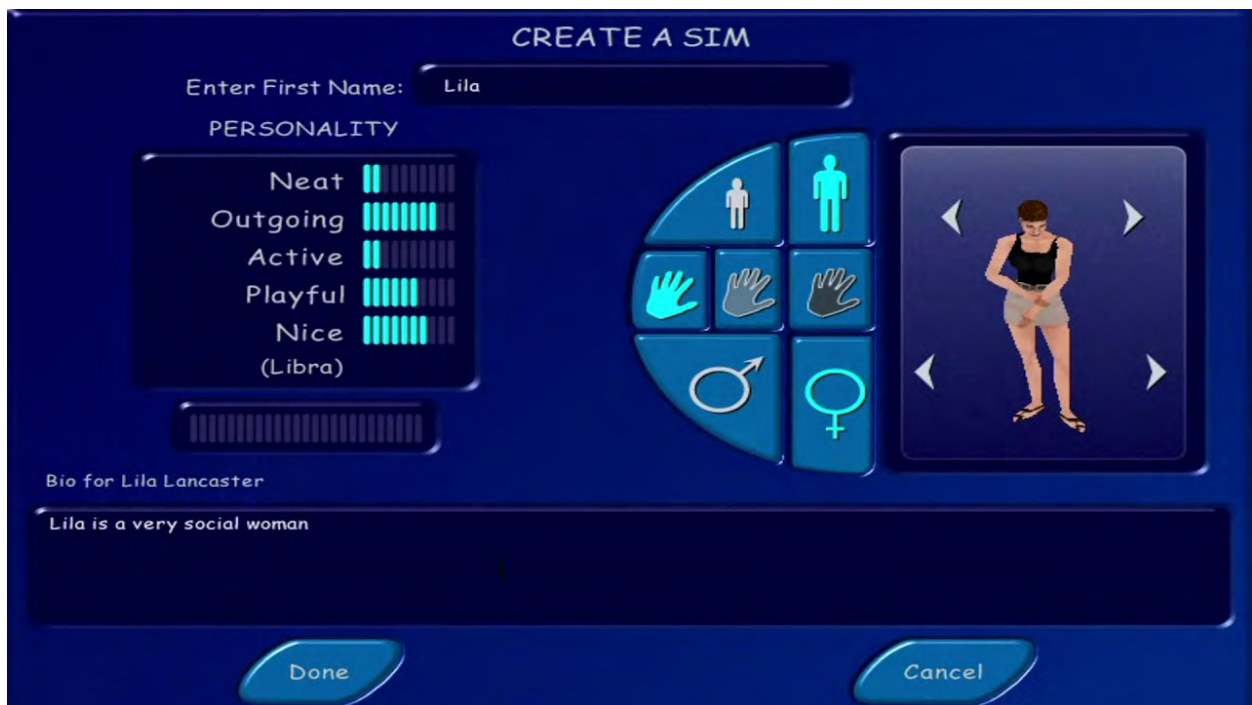 CREATE A SIM
Enter First Name: Lila
PERSONALITY
Neat
Outgoing
Active
Playful
Nice
(Libra)
Bio for Lila Lancaster
Lila is a very social woman
Done
Cancel